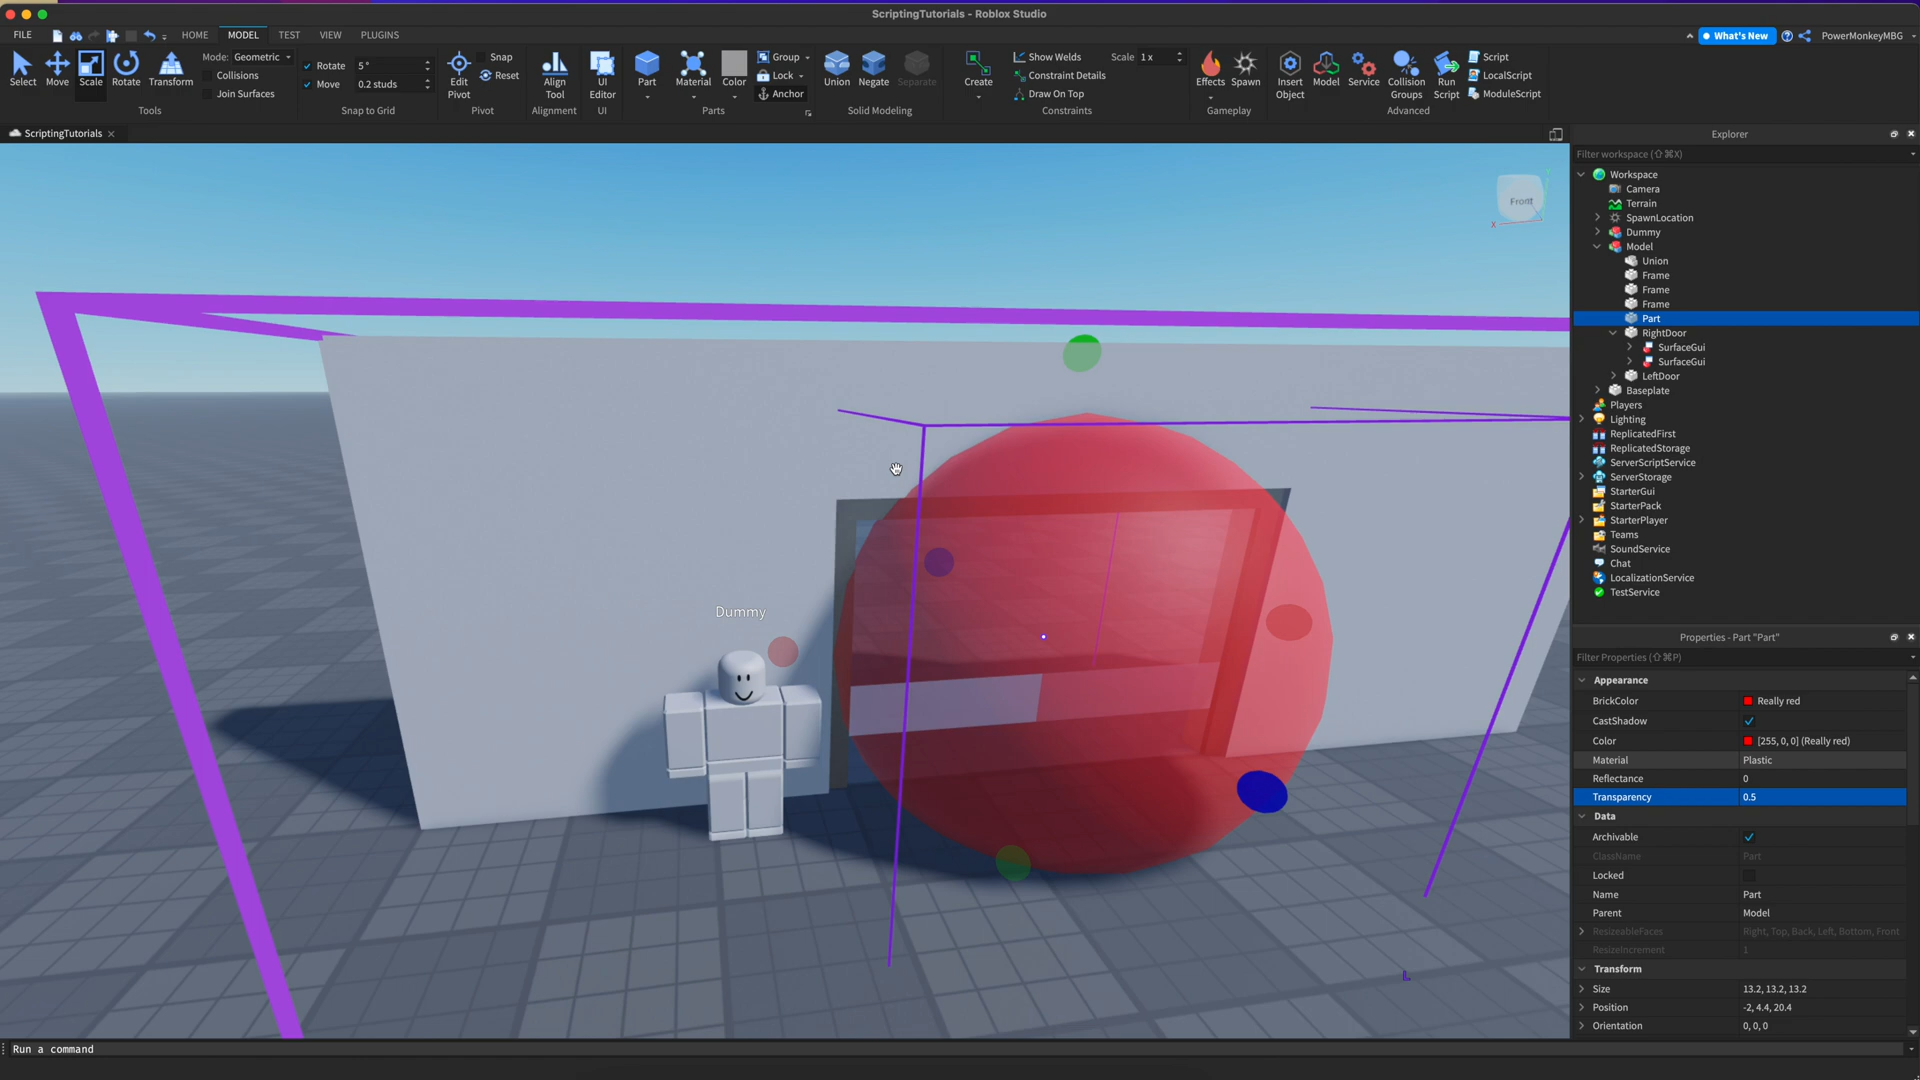 ScriptingTutorials - Roblox Studio
FILE HOME MODEL TEST VIEW PLUGINS
What's New PowerMonkeyMBG
Select Move Scale Rotate Transform
Mode: Geometric
Collisions
Join Surfaces
Tools
Rotate 5 °
Move 0.2 studs
Snap to Grid
Edit Pivot
Snap
Reset
Pivot
Align Tool
Alignment
UI Editor
UI
Part Material Color
Group
Lock
Anchor
Parts
Union Negate Separate
Solid Modeling
Create
Show Welds
Constraint Details
Draw On Top
Scale 1 x
Constraints
Effects Spawn
Gameplay
Insert Object
Model
Service
Collision Groups
Run Script
Script
LocalScript
ModuleScript
Advanced
ScriptingTutorials
Front
X
Dummy
L
Explorer
Filter workspace (⇧⌘X)
Workspace
Camera
Terrain
SpawnLocation
Dummy
Model
Union
Frame
Frame
Frame
Part
RightDoor
SurfaceGui
SurfaceGui
LeftDoor
Baseplate
Players
Lighting
ReplicatedFirst
ReplicatedStorage
ServerScriptService
ServerStorage
StarterGui
StarterPack
StarterPlayer
Teams
SoundService
Chat
LocalizationService
TestService
Properties - Part "Part"
Filter Properties (⇧⌘P)
Appearance
BrickColor Really red
CastShadow
Color [255, 0, 0] (Really red)
Material Plastic
Reflectance 0
Transparency 0.5
Data
Archivable
ClassName Part
Locked
Name Part
Parent Model
ResizeableFaces Right, Top, Back, Left, Bottom, Front
ResizeIncrement 1
Transform
Size 13.2, 13.2, 13.2
Position -2, 4.4, 20.4
Orientation 0, 0, 0
Run a command